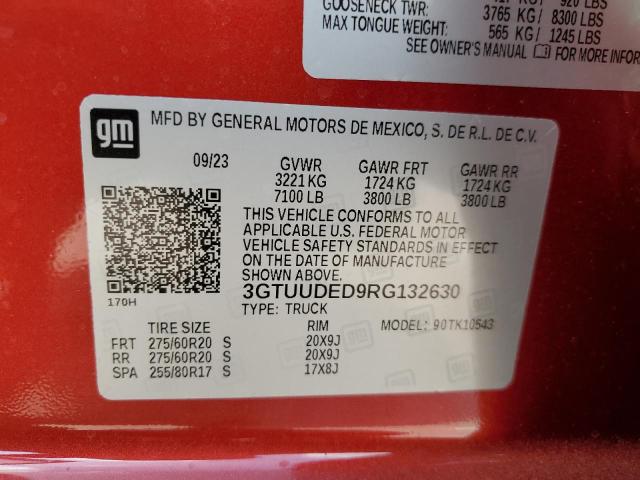 GOOSENECK TWR: 3765 KG / 8300 LBS
MAX TONGUE WEIGHT: 565 KG / 1245 LBS
SEE OWNER'S MANUAL FOR MORE INFOR
gm
MFD BY GENERAL MOTORS DE MEXICO, S. DE R.L. DE C.V.
09/23 GVWR GAWR FRT GAWR RR
3221 KG 1724 KG 1724 KG
7100 LB 3800 LB 3800 LB
THIS VEHICLE CONFORMS TO ALL
APPLICABLE U.S. FEDERAL MOTOR
VEHICLE SAFETY STANDARDS IN EFFECT
ON THE DATE OF MANUFACTURE
SHOWN ABOVE.
170H
3GTUUDED9RG132630
TYPE: TRUCK
TIRE SIZE RIM MODEL: 90TK10543
FRT 275/60R20 S 20X9J
RR 275/60R20 S 20X9J
SPA 255/80R17 S 17X8J